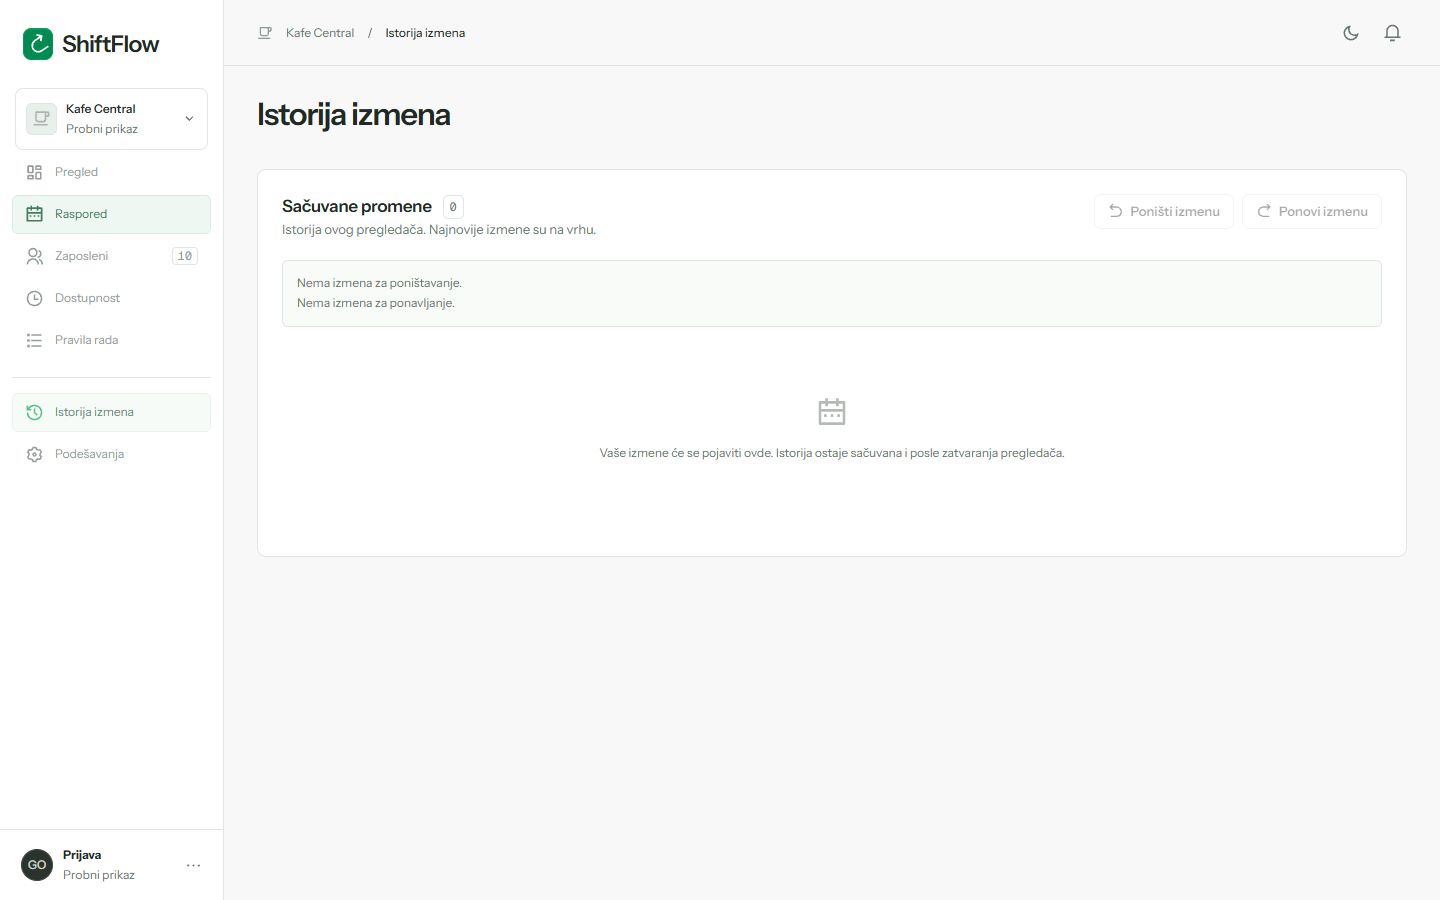 ShiftFlow
Kafe Central
Probni prikaz
Pregled
Raspored
Zaposleni 10
Dostupnost
Pravila rada
Istorija izmena
Podešavanja
GO
Prijava
Probni prikaz
Kafe Central / Istorija izmena
Istorija izmena
Sačuvane promene 0
Istorija ovog pregledača. Najnovije izmene su na vrhu.
Poništi izmenu
Ponovi izmenu
Nema izmena za poništavanje.
Nema izmena za ponavljanje.
Vaše izmene će se pojaviti ovde. Istorija ostaje sačuvana i posle zatvaranja pregledača.